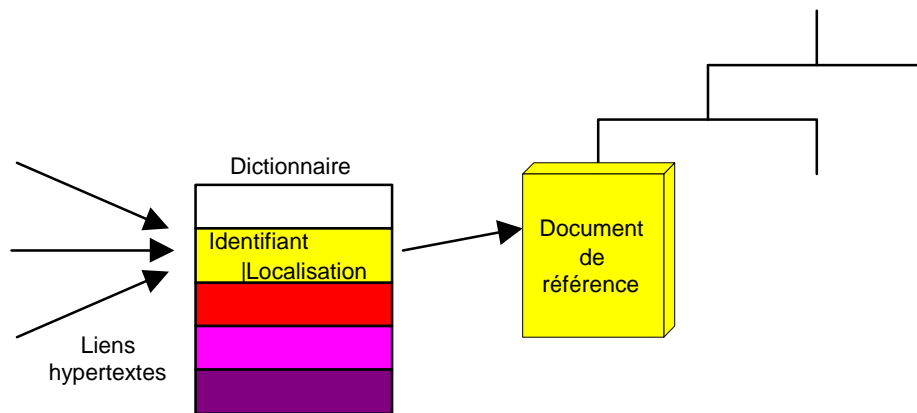 Dictionnaire
Identifiant
|Localisation
Document
de
référence
Liens
hypertextes